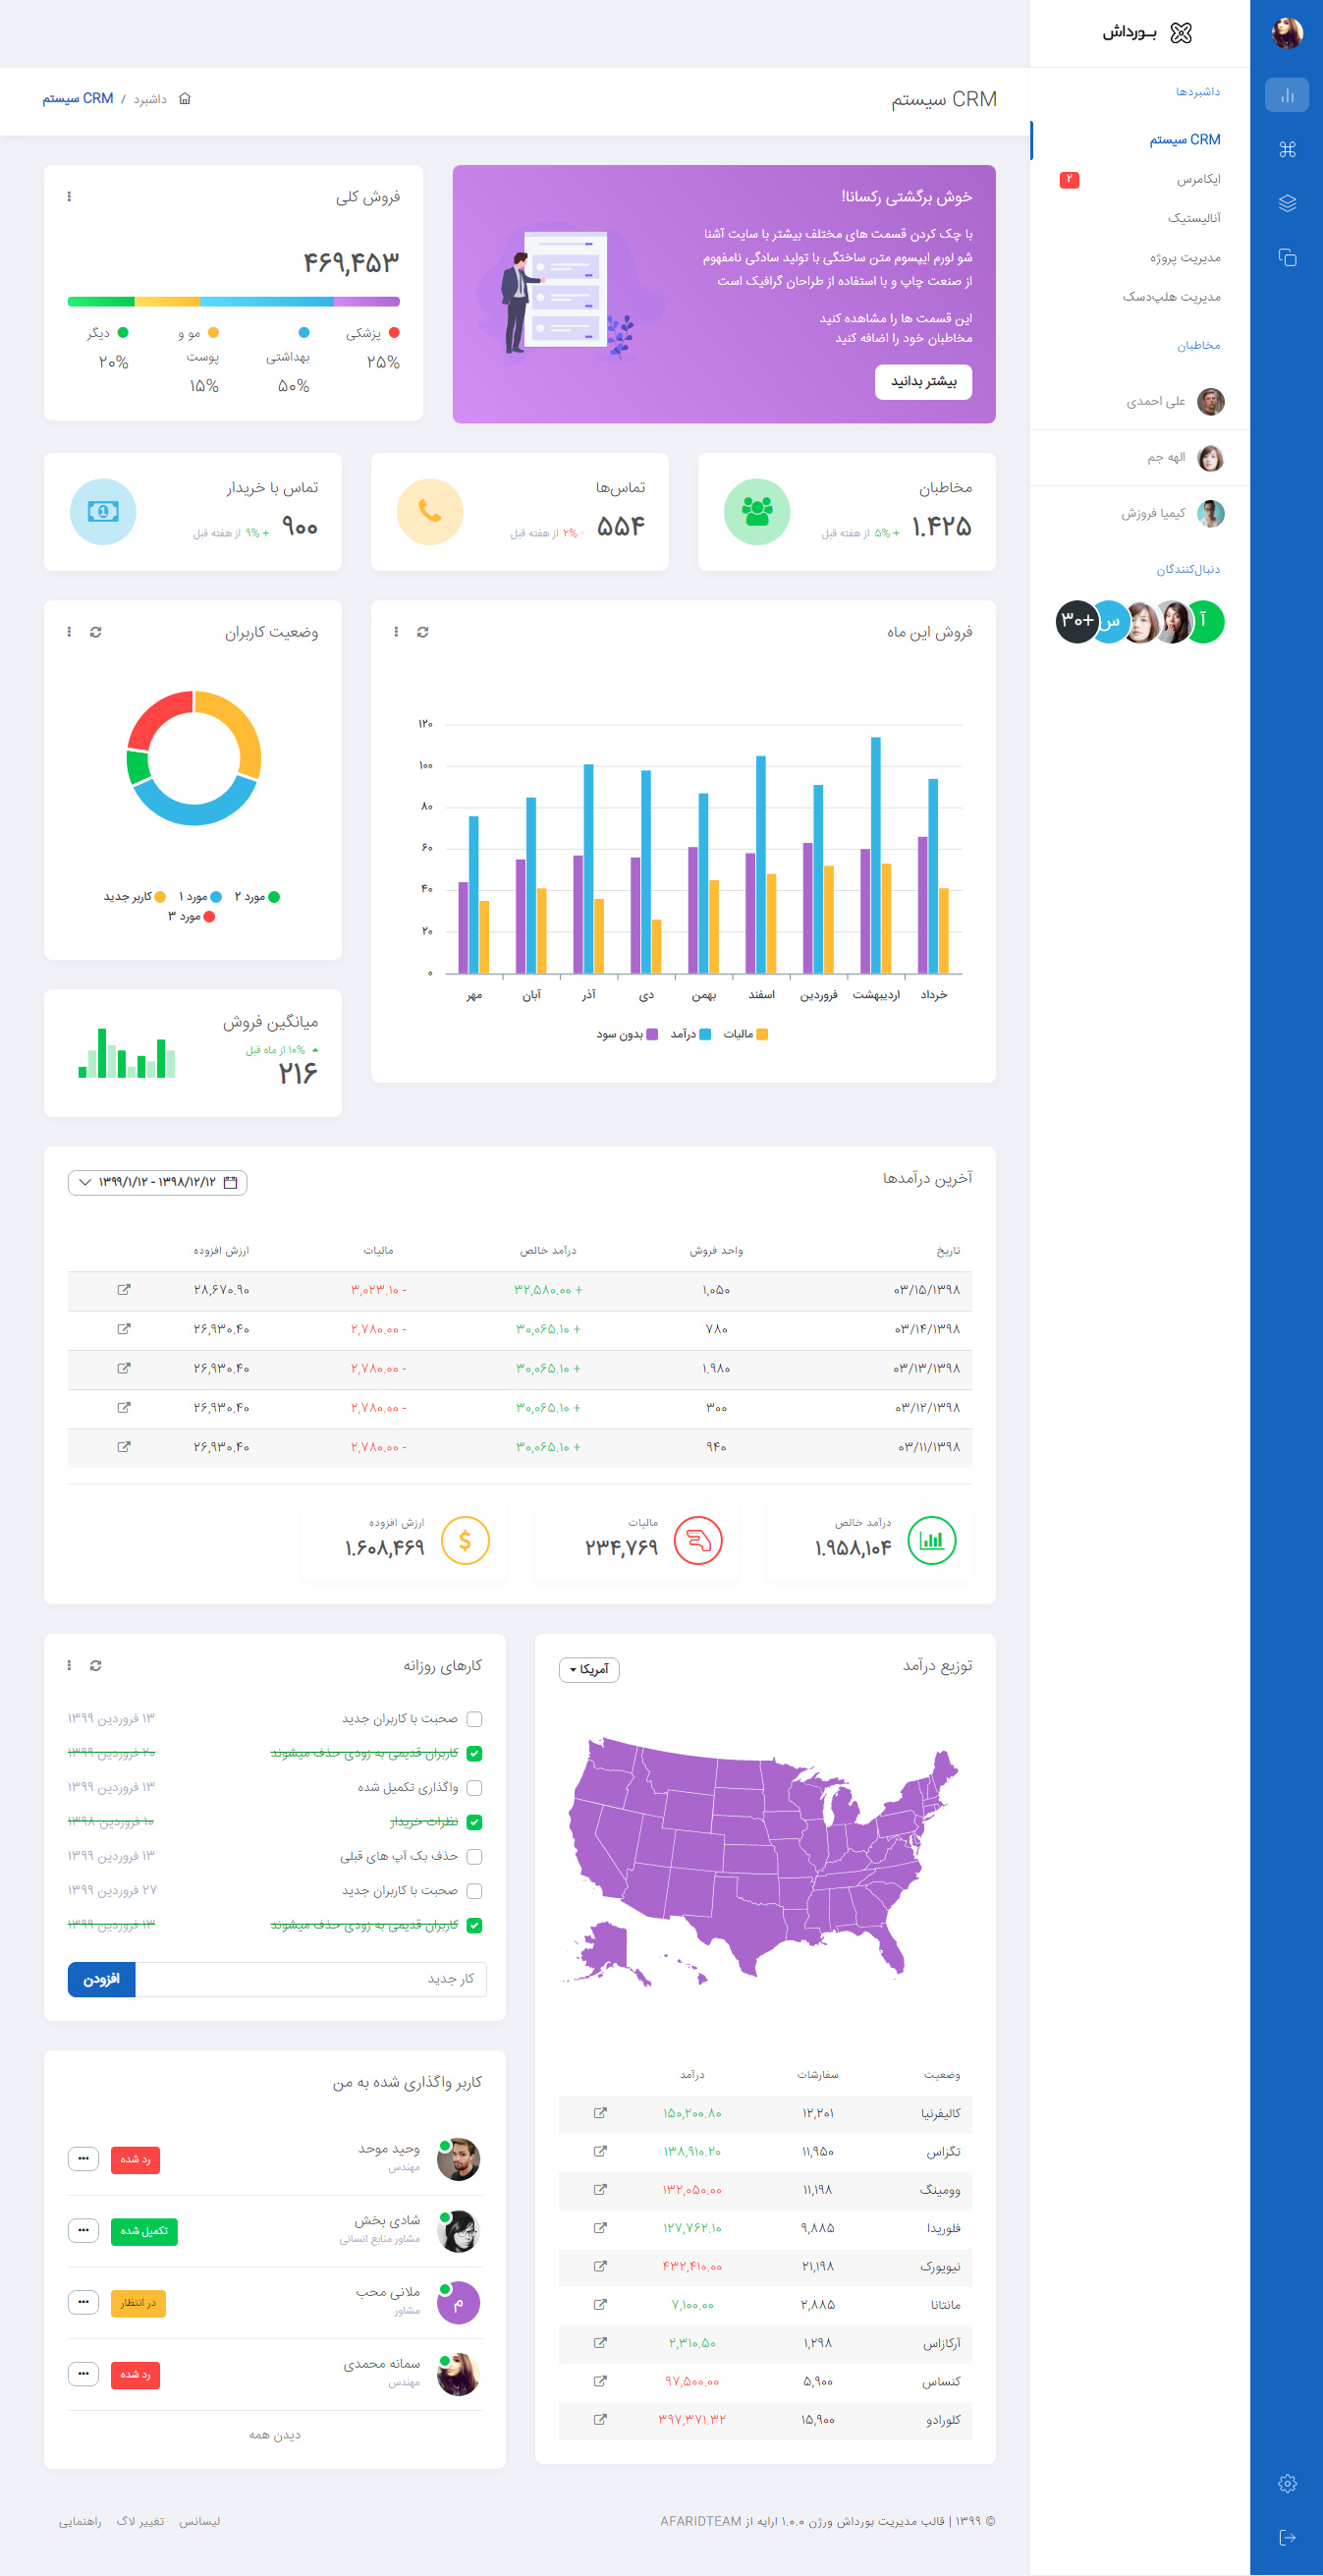 بـورداش
داشبردها
CRM سیستم
ایکامرس
۲
آنالیستیک
مدیریت پروژه
مدیریت هلپ‌دسک
مخاطبان
علی احمدی
الهه جم
کیمیا فروزش
دنبال‌کنندگان
آ
س
+۳۰
CRM سیستم
داشبرد / CRM سیستم
خوش برگشتی رکسانا!
با چک کردن قسمت های مختلف بیشتر با سایت آشنا
شو لورم ایپسوم متن ساختگی با تولید سادگی نامفهوم
از صنعت چاپ و با استفاده از طراحان گرافیک است
این قسمت ها را مشاهده کنید
مخاطبان خود را اضافه کنید
بیشتر بدانید
فروش کلی
۴۶۹,۴۵۳
پزشکی
۲۵%
بهداشتی
۵۰%
مو و
پوست
۱۵%
دیگر
۲۰%
مخاطبان
۱.۴۲۵
+ ۵% از هفته قبل
تماس‌ها
۵۵۴
- ۲% از هفته قبل
تماس با خریدار
۹۰۰
+ ۹% از هفته قبل
فروش این ماه
۱۲۰
۱۰۰
۸۰
۶۰
۴۰
۲۰
۰
مهر آبان آذر دی بهمن اسفند فروردین اردیبهشت خرداد
مالیات درآمد بدون سود
وضعیت کاربران
مورد 2 مورد 1 کاربر جدید
مورد 3
میانگین فروش
۱۰% از ماه قبل
۲۱۶
آخرین درآمدها
۱۳۹۸/۱۲/۱۲ - ۱۳۹۹/۱/۱۲
تاریخ واحد فروش درآمد خالص مالیات ارزش افزوده
۰۳/۱۵/۱۳۹۸ ۱,۰۵۰ + ۳۲,۵۸۰.۰۰ - ۳,۰۲۳.۱۰ ۲۸,۶۷۰.۹۰
۰۳/۱۴/۱۳۹۸ ۷۸۰ + ۳۰,۰۶۵.۱۰ - ۲,۷۸۰.۰۰ ۲۶,۹۳۰.۴۰
۰۳/۱۳/۱۳۹۸ ۱.۹۸۰ + ۳۰,۰۶۵.۱۰ - ۲,۷۸۰.۰۰ ۲۶,۹۳۰.۴۰
۰۳/۱۲/۱۳۹۸ ۳۰۰ + ۳۰,۰۶۵.۱۰ - ۲,۷۸۰.۰۰ ۲۶,۹۳۰.۴۰
۰۳/۱۱/۱۳۹۸ ۹۴۰ + ۳۰,۰۶۵.۱۰ - ۲,۷۸۰.۰۰ ۲۶,۹۳۰.۴۰
درآمد خالص
۱.۹۵۸,۱۰۴
مالیات
۲۳۴,۷۶۹
ارزش افزوده
۱.۶۰۸,۴۶۹
توزیع درآمد
آمریکا
وضعیت سفارشات درآمد
کالیفرنیا ۱۲,۲۰۱ ۱۵۰,۲۰۰.۸۰
تگزاس ۱۱,۹۵۰ ۱۳۸,۹۱۰.۲۰
وومینگ ۱۱,۱۹۸ ۱۳۲,۰۵۰.۰۰
فلوریدا ۹,۸۸۵ ۱۲۷,۷۶۲.۱۰
نیویورک ۲۱,۱۹۸ ۴۳۲,۴۱۰.۰۰
مانتانا ۲,۸۸۵ ۷,۱۰۰.۰۰
آرکازاس ۱,۲۹۸ ۲,۳۱۰.۵۰
کنساس ۵,۹۰۰ ۹۷,۵۰۰.۰۰
کلورادو ۱۵,۹۰۰ ۳۹۷,۳۷۱.۳۲
کارهای روزانه
صحبت با کاربران جدید ۱۳ فروردین ۱۳۹۹
کاربران قدیمی به زودی حذف میشوند ۲۰ فروردین ۱۳۹۹
واگذاری تکمیل شده ۱۳ فروردین ۱۳۹۹
نظرات خریدار ۱۰ فروردین ۱۳۹۸
حذف بک آپ های قبلی ۱۳ فروردین ۱۳۹۹
صحبت با کاربران جدید ۲۷ فروردین ۱۳۹۹
کاربران قدیمی به زودی حذف میشوند ۱۳ فروردین ۱۳۹۹
کار جدید
افزودن
کاربر واگذاری شده به من
وحید موحد
مهندس
رد شده
شادی بخش
مشاور منابع انسانی
تکمیل شده
م
ملانی محب
مشاور
در انتظار
سمانه محمدی
مهندس
رد شده
دیدن همه
© ۱۳۹۹ | قالب مدیریت بورداش ورژن ۱.۰.۰ ارایه از AFARIDTEAM
لیسانس تغییر لاگ راهنمایی